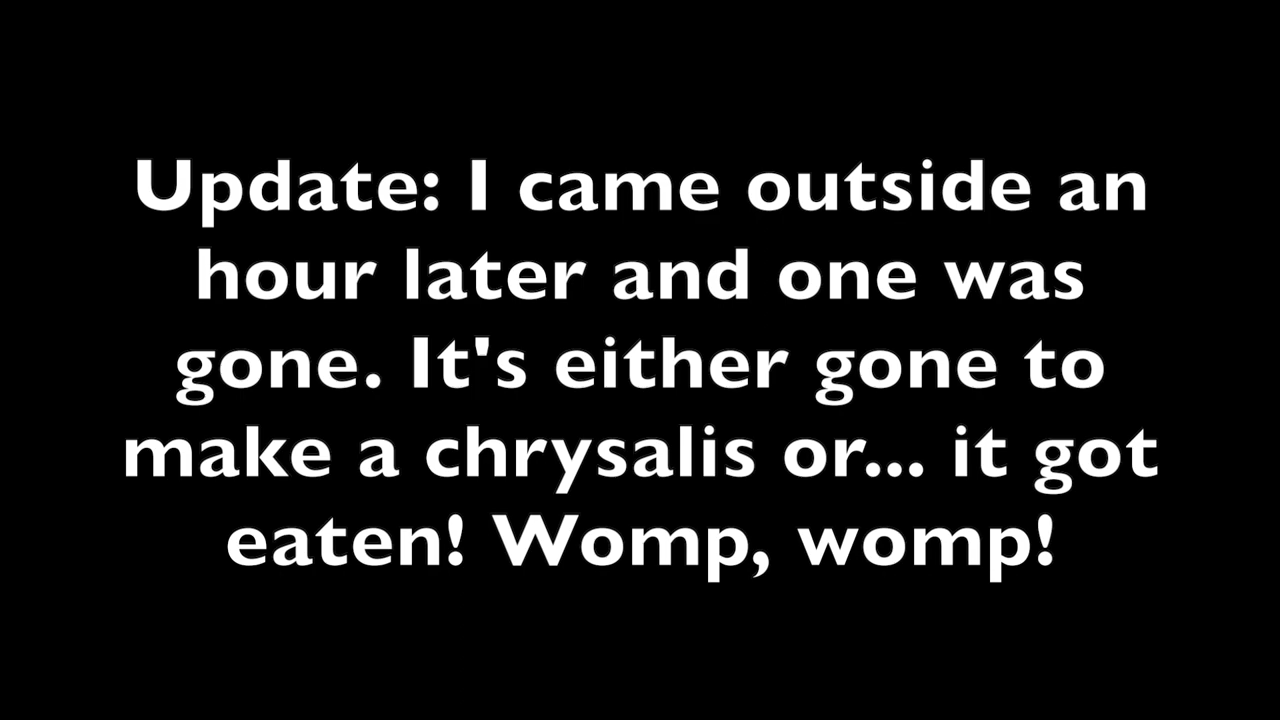 Update: I came outside an
hour later and one was
gone. It's either gone to
make a chrysalis or... it got
eaten! Womp, womp!